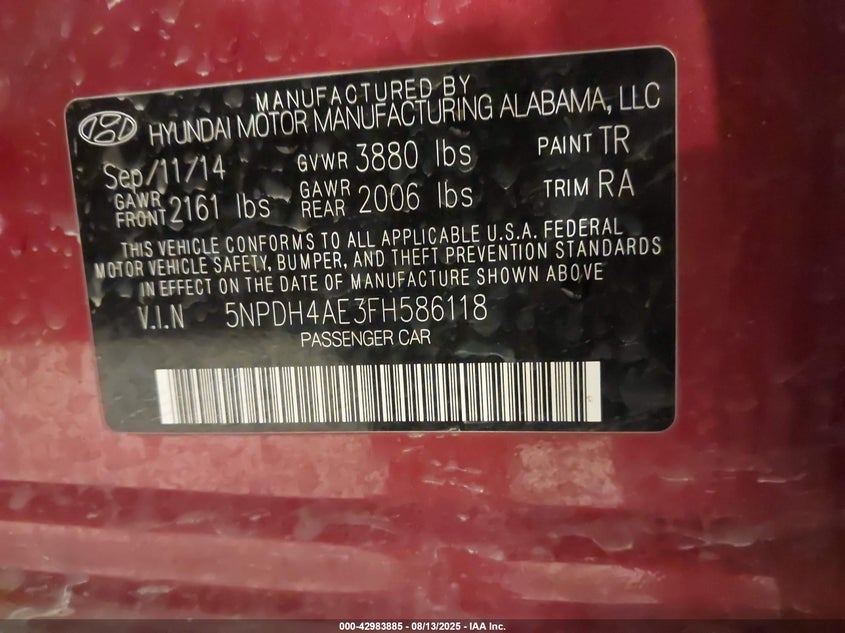 MANUFACTURED BY
HYUNDAI MOTOR MANUFACTURING ALABAMA, LLC
Sep/11/14 GVWR 3880 lbs PAINT TR
GAWR FRONT 2161 lbs GAWR REAR 2006 lbs TRIM RA
THIS VEHICLE CONFORMS TO ALL APPLICABLE U.S.A. FEDERAL
MOTOR VEHICLE SAFETY, BUMPER, AND THEFT PREVENTION STANDARDS
IN EFFECT ON THE DATE OF MANUFACTURE SHOWN ABOVE
V.I.N 5NPDH4AE3FH586118
PASSENGER CAR
000-42983885 - 08/13/2025 - IAA Inc.